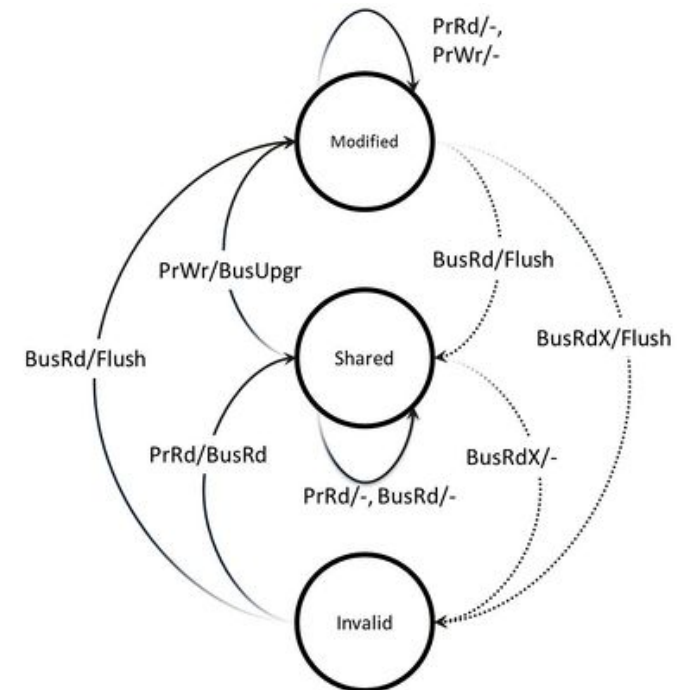 PrRd/-,
PrWr/-
Modified
PrWr/BusUpgr
BusRd/Flush
BusRdX/Flush
BusRd/Flush
Shared
PrRd/BusRd
BusRdX/-
PrRd/-, BusRd/-
Invalid